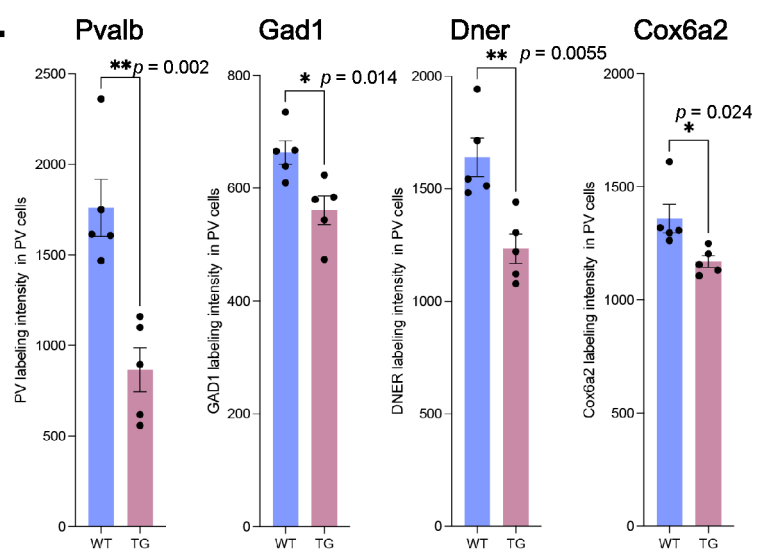 Pvalb
Gad1
Dner
Cox6a2
** p = 0.002
* p = 0.014
** p = 0.0055
p = 0.024
*
PV labeling intensity in PV cells
2500
2000
1500
1000
500
0
WT TG
GAD1 labeling intensity in PV cells
800
600
400
200
0
WT TG
DNER labeling intensity in PV cells
2000
1500
1000
500
0
WT TG
Cox6a2 labeling intensity in PV cells
2000
1500
1000
500
0
WT TG